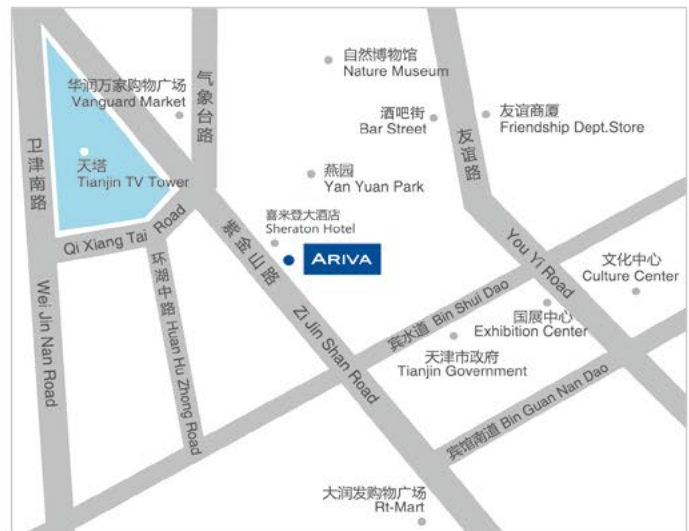 自然博物馆
Nature Museum
华润万家购物广场
Vanguard Market
气象台路
酒吧街
Bar Street
友谊商厦
Friendship Dept.Store
卫津南路
友谊路
天塔
Tianjin TV Tower
燕园
Yan Yuan Park
喜来登大酒店
Sheraton Hotel
Qi Xiang Tai Road
紫金山路
ARIVA
You Yi Road
文化中心
Culture Center
环湖中路 Huan Hu Zhong Road
Wei Jin Nan Road
Zi Jin Shan Road
宾水道 Bin Shui Dao
国展中心
Exhibition Center
天津市政府
Tianjin Government
宾馆南道 Bin Guan Nan Dao
大润发购物广场
Rt-Mart